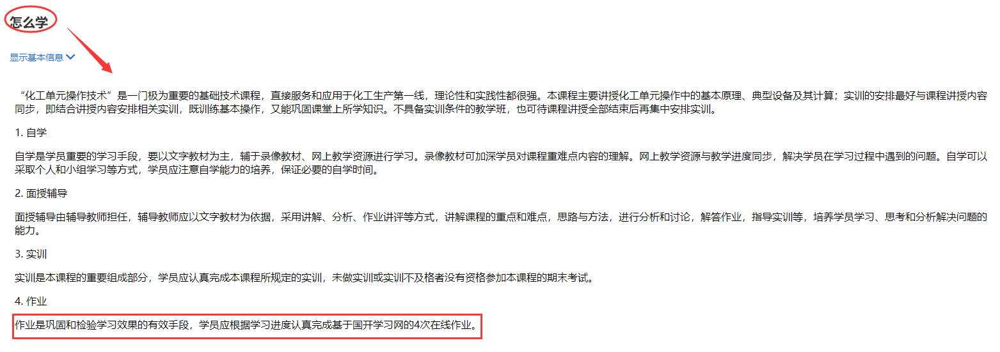 怎么学
显示基本信息
“化工单元操作技术”是一门极为重要的基础技术课程，直接服务和应用于化工生产第一线，理论性和实践性都很强。本课程主要讲授化工单元操作中的基本原理、典型设备及其计算；实训的安排最好与课程讲授内容
同步，即结合讲授内容安排相关实训，既训练基本操作，又能巩固课堂上所学知识。不具备实训条件的教学班，也可待课程讲授全部结束后再集中安排实训。
1. 自学
自学是学员重要的学习手段，要以文字教材为主，辅于录像教材、网上教学资源进行学习。录像教材可加深学员对课程重难点内容的理解。网上教学资源与教学进度同步，解决学员在学习过程中遇到的问题。自学可以
采取个人和小组学习等方式，学员应注意自学能力的培养，保证必要的自学时间。
2. 面授辅导
面授辅导由辅导教师担任，辅导教师应以文字教材为依据，采用讲解、分析、作业讲评等方式，讲解课程的重点和难点，思路与方法，进行分析和讨论，解答作业，指导实训等，培养学员学习、思考和分析解决问题的
能力。
3. 实训
实训是本课程的重要组成部分，学员应认真完成本课程所规定的实训，未做实训或实训不及格者没有资格参加本课程的期末考试。
4. 作业
作业是巩固和检验学习效果的有效手段，学员应根据学习进度认真完成基于国开学习网的4次在线作业。